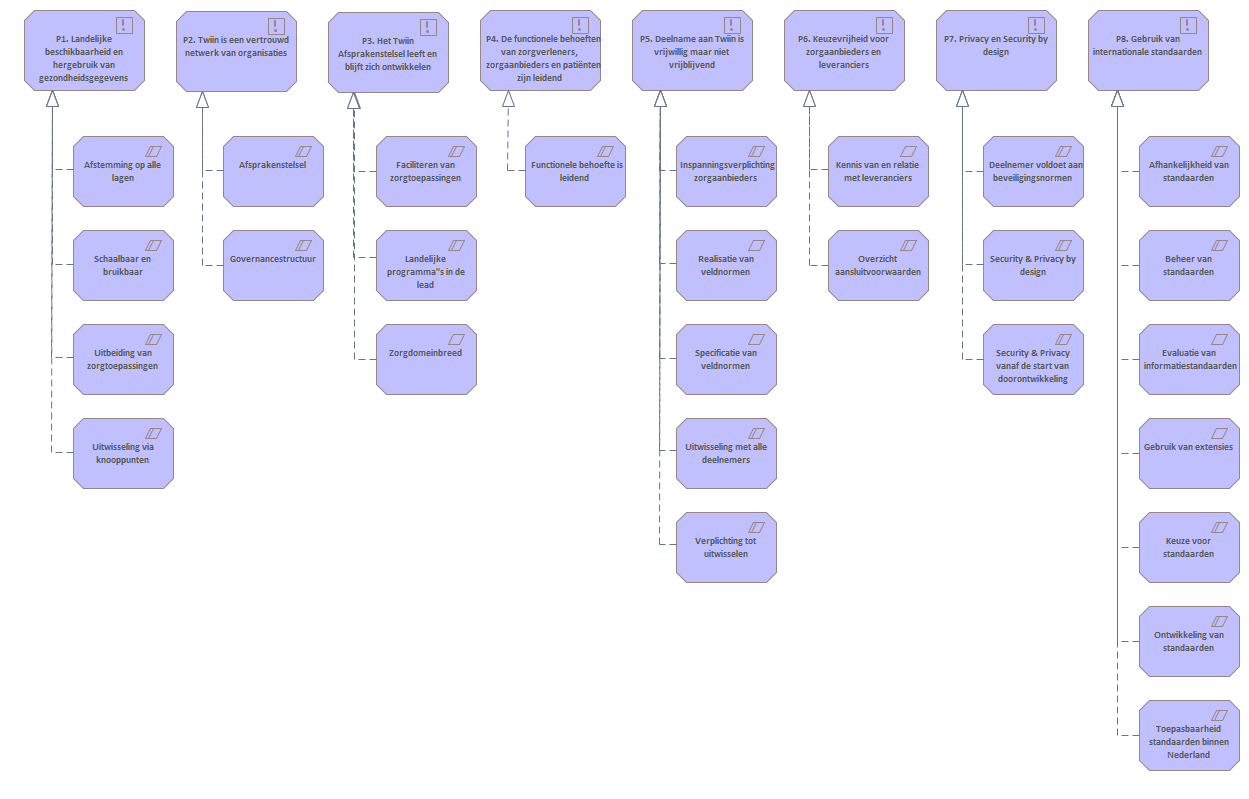 P1. Landelijke
beschikbaarheid en
hergebruik van
gezondheidsgegevens
Afstemming op alle
lagen
Schaalbaar en
bruikbaar
Uitbeiding van
zorgtoepassingen
Uitwisseling via
knooppunten
P2. Twiin is een vertrouwd
netwerk van organisaties
Afsprakenstelsel
Governancestructuur
P3. Het Twiin
Afsprakenstelsel leeft en
blijft zich ontwikkelen
Faciliteren van
zorgtoepassingen
Landelijke
programma"s in de
lead
Zorgdomeinbreed
P4. De functionele behoeften
van zorgverleners,
zorgaanbieders en patiënten
zijn leidend
Functionele behoefte is
leidend
P5. Deelname aan Twiin is
vrijwillig maar niet
vrijblijvend
Inspanningsverplichting
zorgaanbieders
Realisatie van
veldnormen
Specificatie van
veldnormen
Uitwisseling met alle
deelnemers
Verplichting tot
uitwisselen
P6. Keuzevrijheid voor
zorgaanbieders en
leveranciers
Kennis van en relatie
met leveranciers
Overzicht
aansluitvoorwaarden
P7. Privacy en Security by
design
Deelnemer voldoet aan
beveiligingsnormen
Security & Privacy by
design
Security & Privacy
vanaf de start van
doorontwikkeling
P8. Gebruik van
internationale standaarden
Afhankelijkheid van
standaarden
Beheer van
standaarden
Evaluatie van
informatiestandaarden
Gebruik van extensies
Keuze voor
standaarden
Ontwikkeling van
standaarden
Toepasbaarheid
standaarden binnen
Nederland